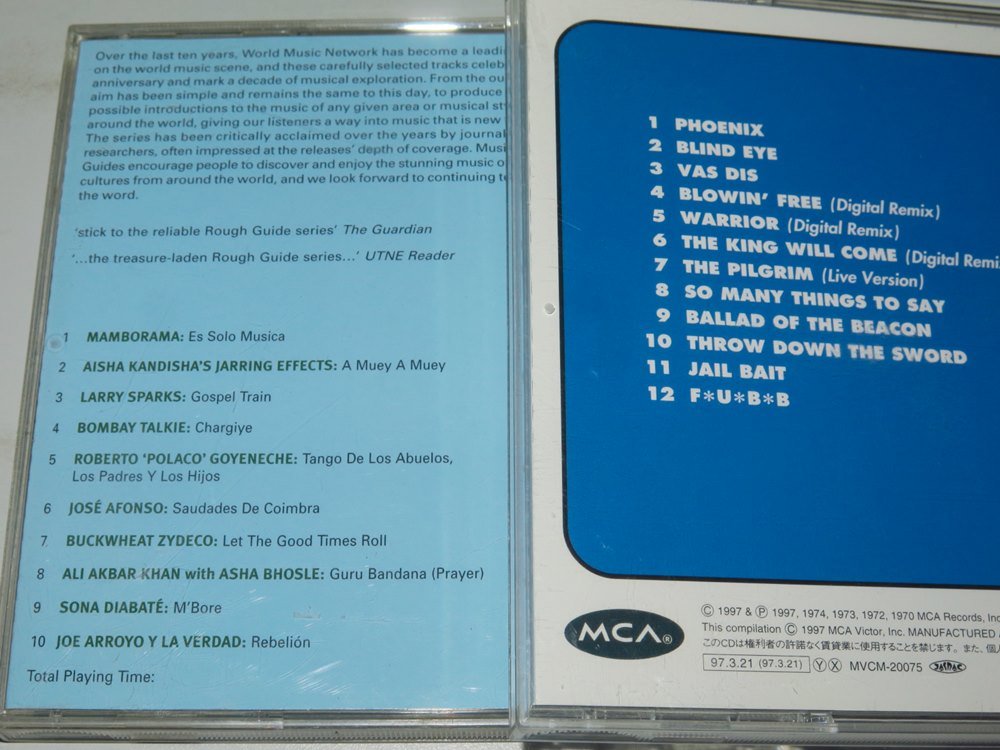 Over the last ten years, World Music Network has become a leadi
on the world music scene, and these carefully selected tracks celeb
anniversary and mark a decade of musical exploration. From the ou
aim has been simple and remains the same to this day, to produce
possible introductions to the music of any given area or musical st
around the world, giving our listeners a way into music that is new
The series has been critically acclaimed over the years by journal
researchers, often impressed at the releases' depth of coverage. Musi
Guides encourage people to discover and enjoy the stunning music o
cultures from around the world, and we look forward to continuing t
the word.
'stick to the reliable Rough Guide series' The Guardian
'...the treasure-laden Rough Guide series...' UTNE Reader
1 MAMBORAMA: Es Solo Musica
2 AISHA KANDISHA'S JARRING EFFECTS: A Muey A Muey
3 LARRY SPARKS: Gospel Train
4 BOMBAY TALKIE: Chargiye
5 ROBERTO 'POLACO' GOYENECHE: Tango De Los Abuelos,
Los Padres Y Los Hijos
6 JOSÉ AFONSO: Saudades De Coimbra
7 BUCKWHEAT ZYDECO: Let The Good Times Roll
8 ALI AKBAR KHAN with ASHA BHOSLE: Guru Bandana (Prayer)
9 SONA DIABATÉ: M'Bore
10 JOE ARROYO Y LA VERDAD: Rebelión
Total Playing Time:
1 PHOENIX
2 BLIND EYE
3 VAS DIS
4 BLOWIN' FREE (Digital Remix)
5 WARRIOR (Digital Remix)
6 THE KING WILL COME (Digital Remi
7 THE PILGRIM (Live Version)
8 SO MANY THINGS TO SAY
9 BALLAD OF THE BEACON
10 THROW DOWN THE SWORD
11 JAIL BAIT
12 F*U*B*B
MCA®
© 1997 & Ⓟ 1997, 1974, 1973, 1972, 1970 MCA Records, Inc
This compilation © 1997 MCA Victor, Inc. MANUFACTURED
このCDは権利者の許諾なく賃貸業に使用することを禁じます。また、個人
97.3.21 (97.3.21) Ⓨ Ⓧ MVCM-20075 JASRAC